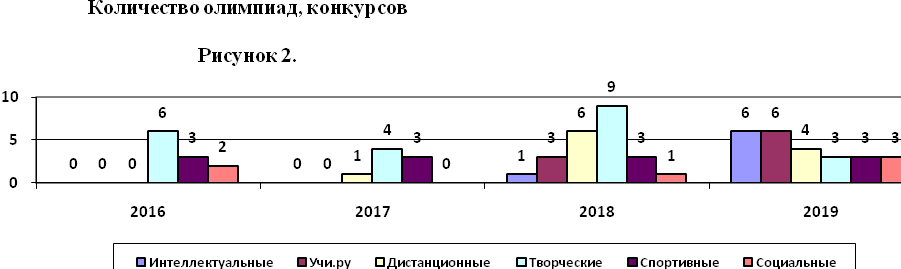 Количество олимпиад, конкурсов
Рисунок 2.
10
5
0
0 0 0 6 3 2
0 0 1 4 3 0
1 3 6 9 3 1
6 6 4 3 3 3
2016 2017 2018 2019
Интеллектуальные Учи.ру Дистанционные Творческие Спортивные Социальные